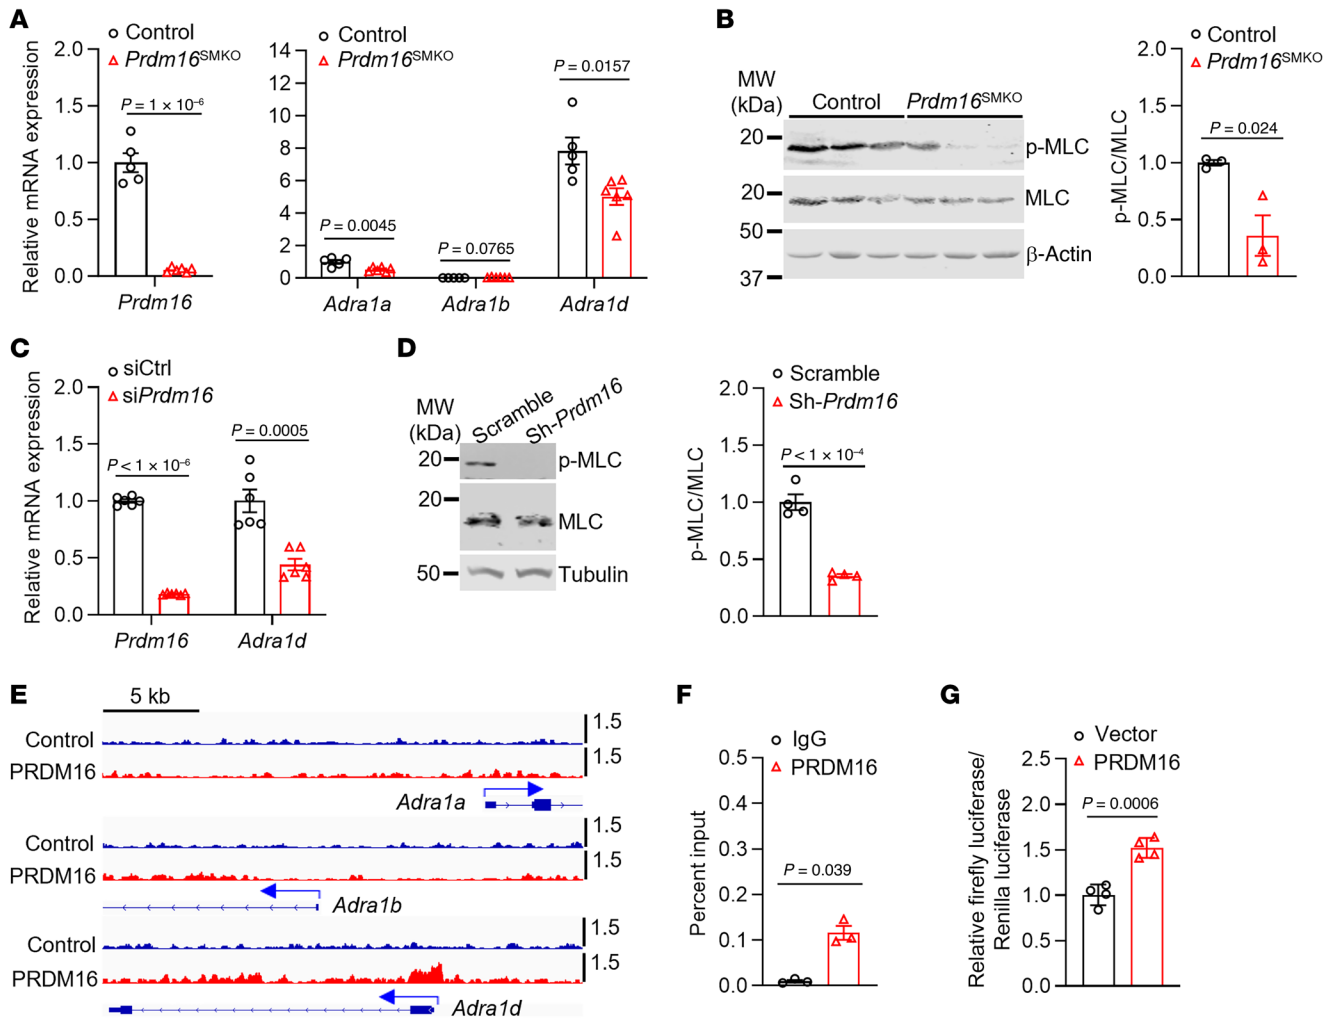 A
Relative mRNA expression
Control
Prdm16SMKO
2.0
1.5
1.0
0.5
0.0
P = 1 × 10–6
Prdm16
Control
Prdm16SMKO
14
12
10
8
6
4
2
0
P = 0.0045
P = 0.0765
P = 0.0157
Adra1a
Adra1b
Adra1d
B
MW
(kDa)
Control
Prdm16SMKO
20
p-MLC
20
MLC
50
β-Actin
37
p-MLC/MLC
Control
Prdm16SMKO
2.0
1.5
1.0
0.5
0.0
P = 0.024
C
Relative mRNA expression
siCtrl
siPrdm16
2.0
1.5
1.0
0.5
0.0
P < 1 × 10–6
P = 0.0005
Prdm16
Adra1d
D
MW
(kDa)
Scramble
Sh-Prdm16
20
p-MLC
20
MLC
50
Tubulin
p-MLC/MLC
Scramble
Sh-Prdm16
2.0
1.5
1.0
0.5
0.0
P < 1 × 10–4
E
5 kb
Control
1.5
PRDM16
1.5
Adra1a
Control
1.5
PRDM16
1.5
Adra1b
Control
1.5
PRDM16
1.5
Adra1d
F
Percent input
IgG
PRDM16
0.5
0.4
0.3
0.2
0.1
0.0
P = 0.039
G
Relative firefly luciferase/
Renilla luciferase
Vector
PRDM16
2.5
2.0
1.5
1.0
0.5
0.0
P = 0.0006